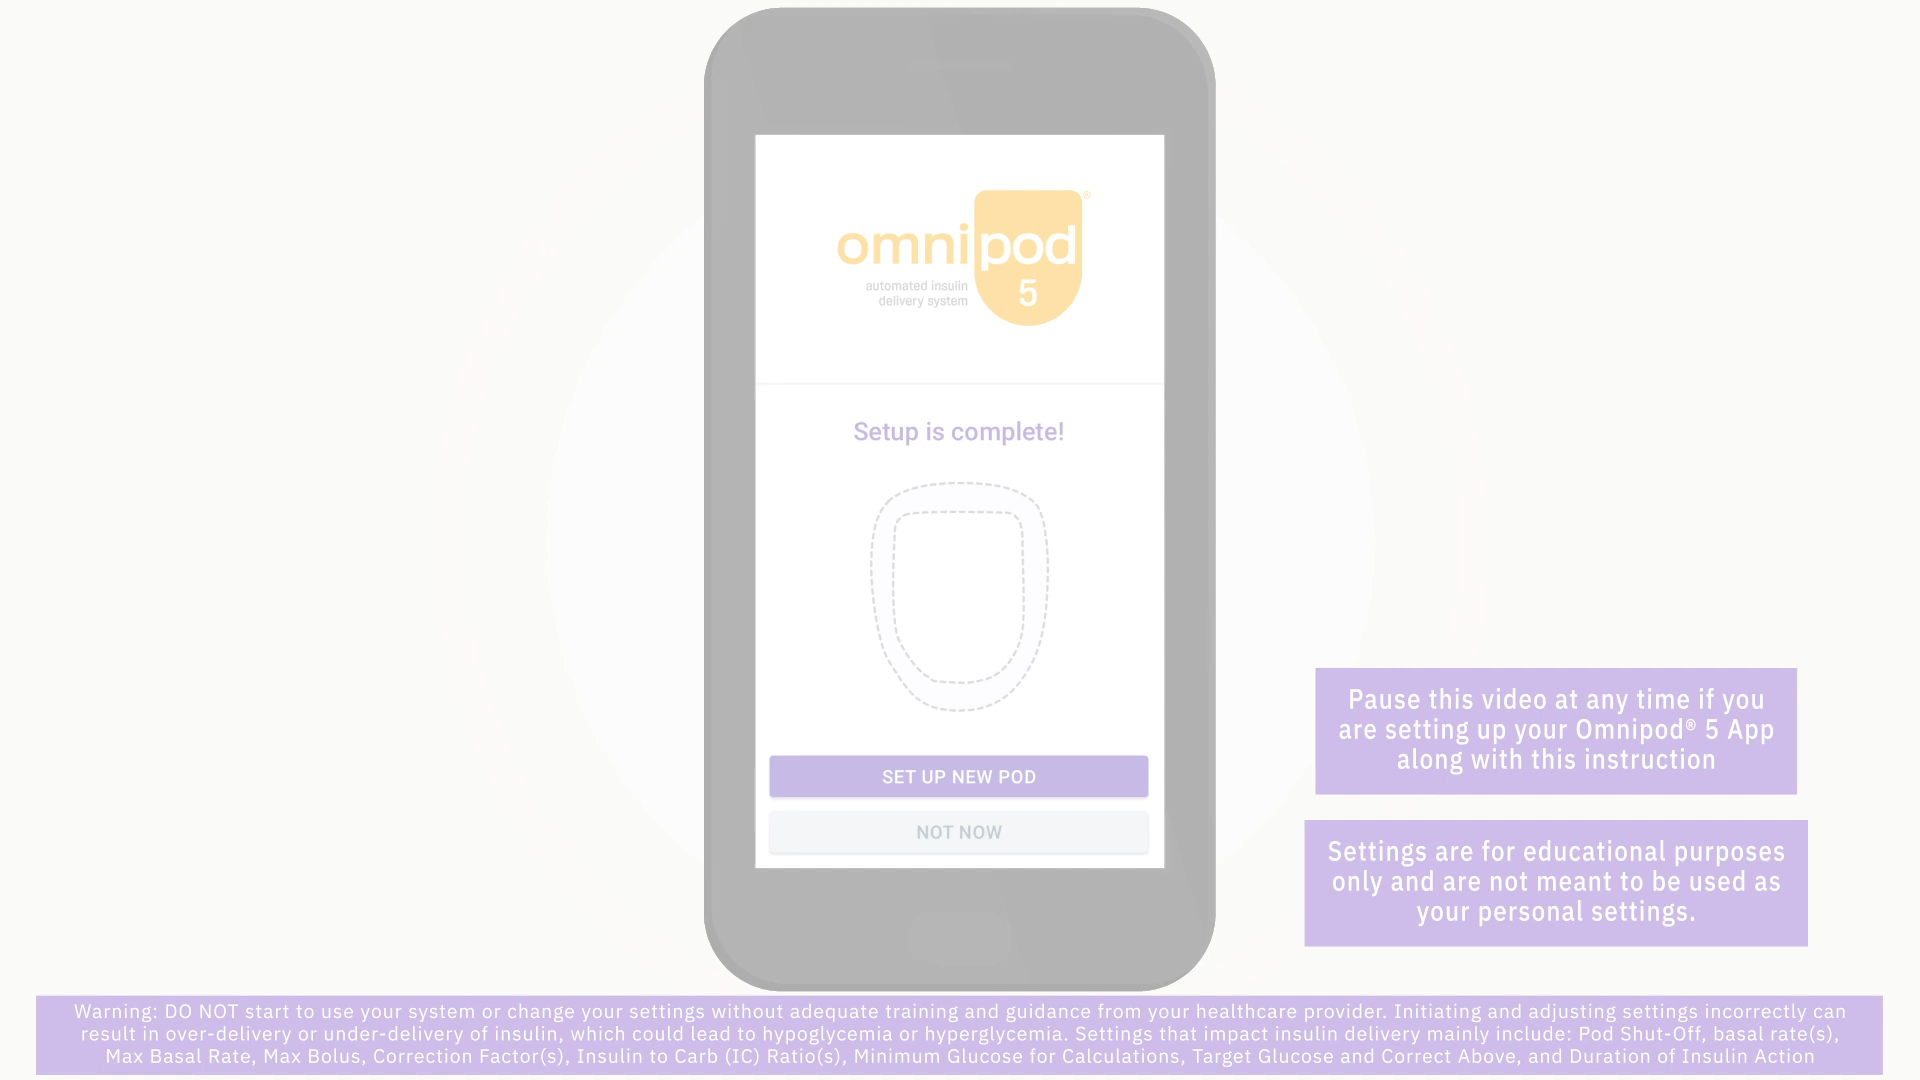 omnipod®
automated insulin
delivery system
5
Setup is complete!
SET UP NEW POD
NOT NOW
Pause this video at any time if you
are setting up your Omnipod® 5 App
along with this instruction
Settings are for educational purposes
only and are not meant to be used as
your personal settings.
Warning: DO NOT start to use your system or change your settings without adequate training and guidance from your healthcare provider. Initiating and adjusting settings incorrectly can
result in over-delivery or under-delivery of insulin, which could lead to hypoglycemia or hyperglycemia. Settings that impact insulin delivery mainly include: Pod Shut-Off, basal rate(s),
Max Basal Rate, Max Bolus, Correction Factor(s), Insulin to Carb (IC) Ratio(s), Minimum Glucose for Calculations, Target Glucose and Correct Above, and Duration of Insulin Action